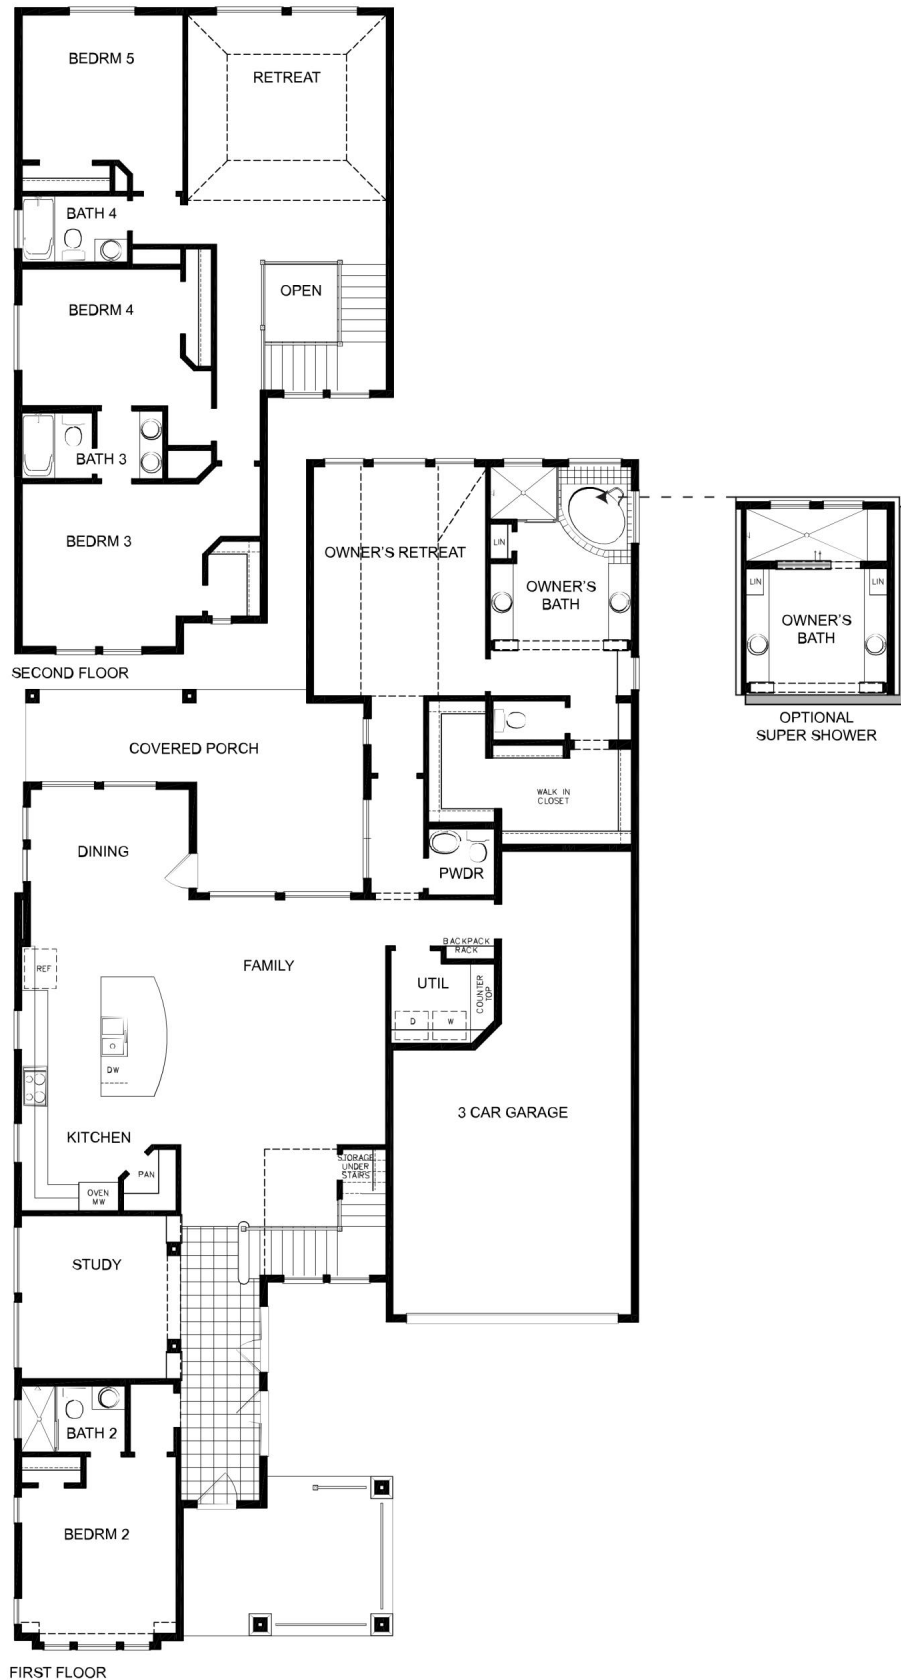 BEDRM 5
RETREAT
BATH 4
OPEN
BEDRM 4
BATH 3
BEDRM 3
SECOND FLOOR
OWNER'S RETREAT
LIN
OWNER'S
BATH
LIN
LIN
OWNER'S
BATH
OPTIONAL
SUPER SHOWER
COVERED PORCH
WALK IN
CLOSET
DINING
PWDR
BACKPACK
RACK
REF
FAMILY
UTIL
COUNTER
TOP
D
W
DW
3 CAR GARAGE
KITCHEN
PAN
STORAGE
UNDER
STAIRS
OVEN
MW
STUDY
BATH 2
BEDRM 2
FIRST FLOOR